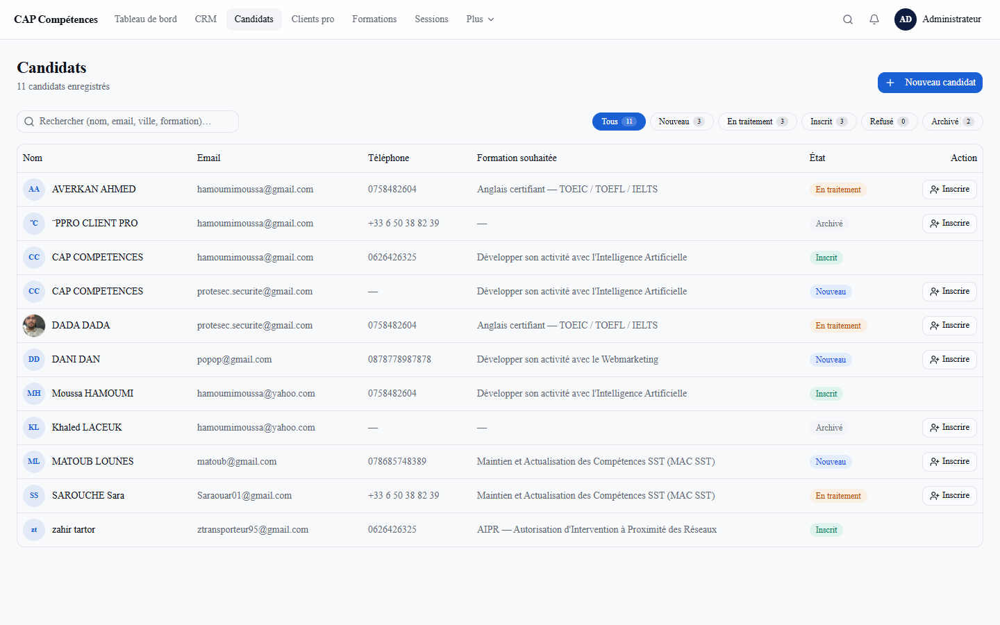 CAP Compétences Tableau de bord CRM Candidats Clients pro Formations Sessions Plus AD Administrateur
Candidats
11 candidats enregistrés
Nouveau candidat
Rechercher (nom, email, ville, formation)… Tous 11 Nouveau 3 En traitement 3 Inscrit 3 Refusé 0 Archivé 2
Nom Email Téléphone Formation souhaitée État Action
AA AVERKAN AHMED hamoumimoussa@gmail.com 0758482604 Anglais certifiant — TOEIC / TOEFL / IELTS En traitement Inscrire
¨C ¨PPRO CLIENT PRO hamoumimoussa@gmail.com +33 6 50 38 82 39 — Archivé Inscrire
CC CAP COMPETENCES hamoumimoussa@gmail.com 0626426325 Développer son activité avec l'Intelligence Artificielle Inscrit
CC CAP COMPETENCES protesec.securite@gmail.com — Développer son activité avec l'Intelligence Artificielle Nouveau Inscrire
DADA DADA protesec.securite@gmail.com 0758482604 Anglais certifiant — TOEIC / TOEFL / IELTS En traitement Inscrire
DD DANI DAN popop@gmail.com 0878778987878 Développer son activité avec le Webmarketing Nouveau Inscrire
MH Moussa HAMOUMI hamoumimoussa@yahoo.com 0758482604 Développer son activité avec l'Intelligence Artificielle Inscrit
KL Khaled LACEUK hamoumimoussa@yahoo.com — — Archivé Inscrire
ML MATOUB LOUNES matoub@gmail.com 078685748389 Maintien et Actualisation des Compétences SST (MAC SST) Nouveau Inscrire
SS SAROUCHE Sara Saraouar01@gmail.com +33 6 50 38 82 39 Maintien et Actualisation des Compétences SST (MAC SST) En traitement Inscrire
zt zahir tartor ztransporteur95@gmail.com 0626426325 AIPR — Autorisation d'Intervention à Proximité des Réseaux Inscrit